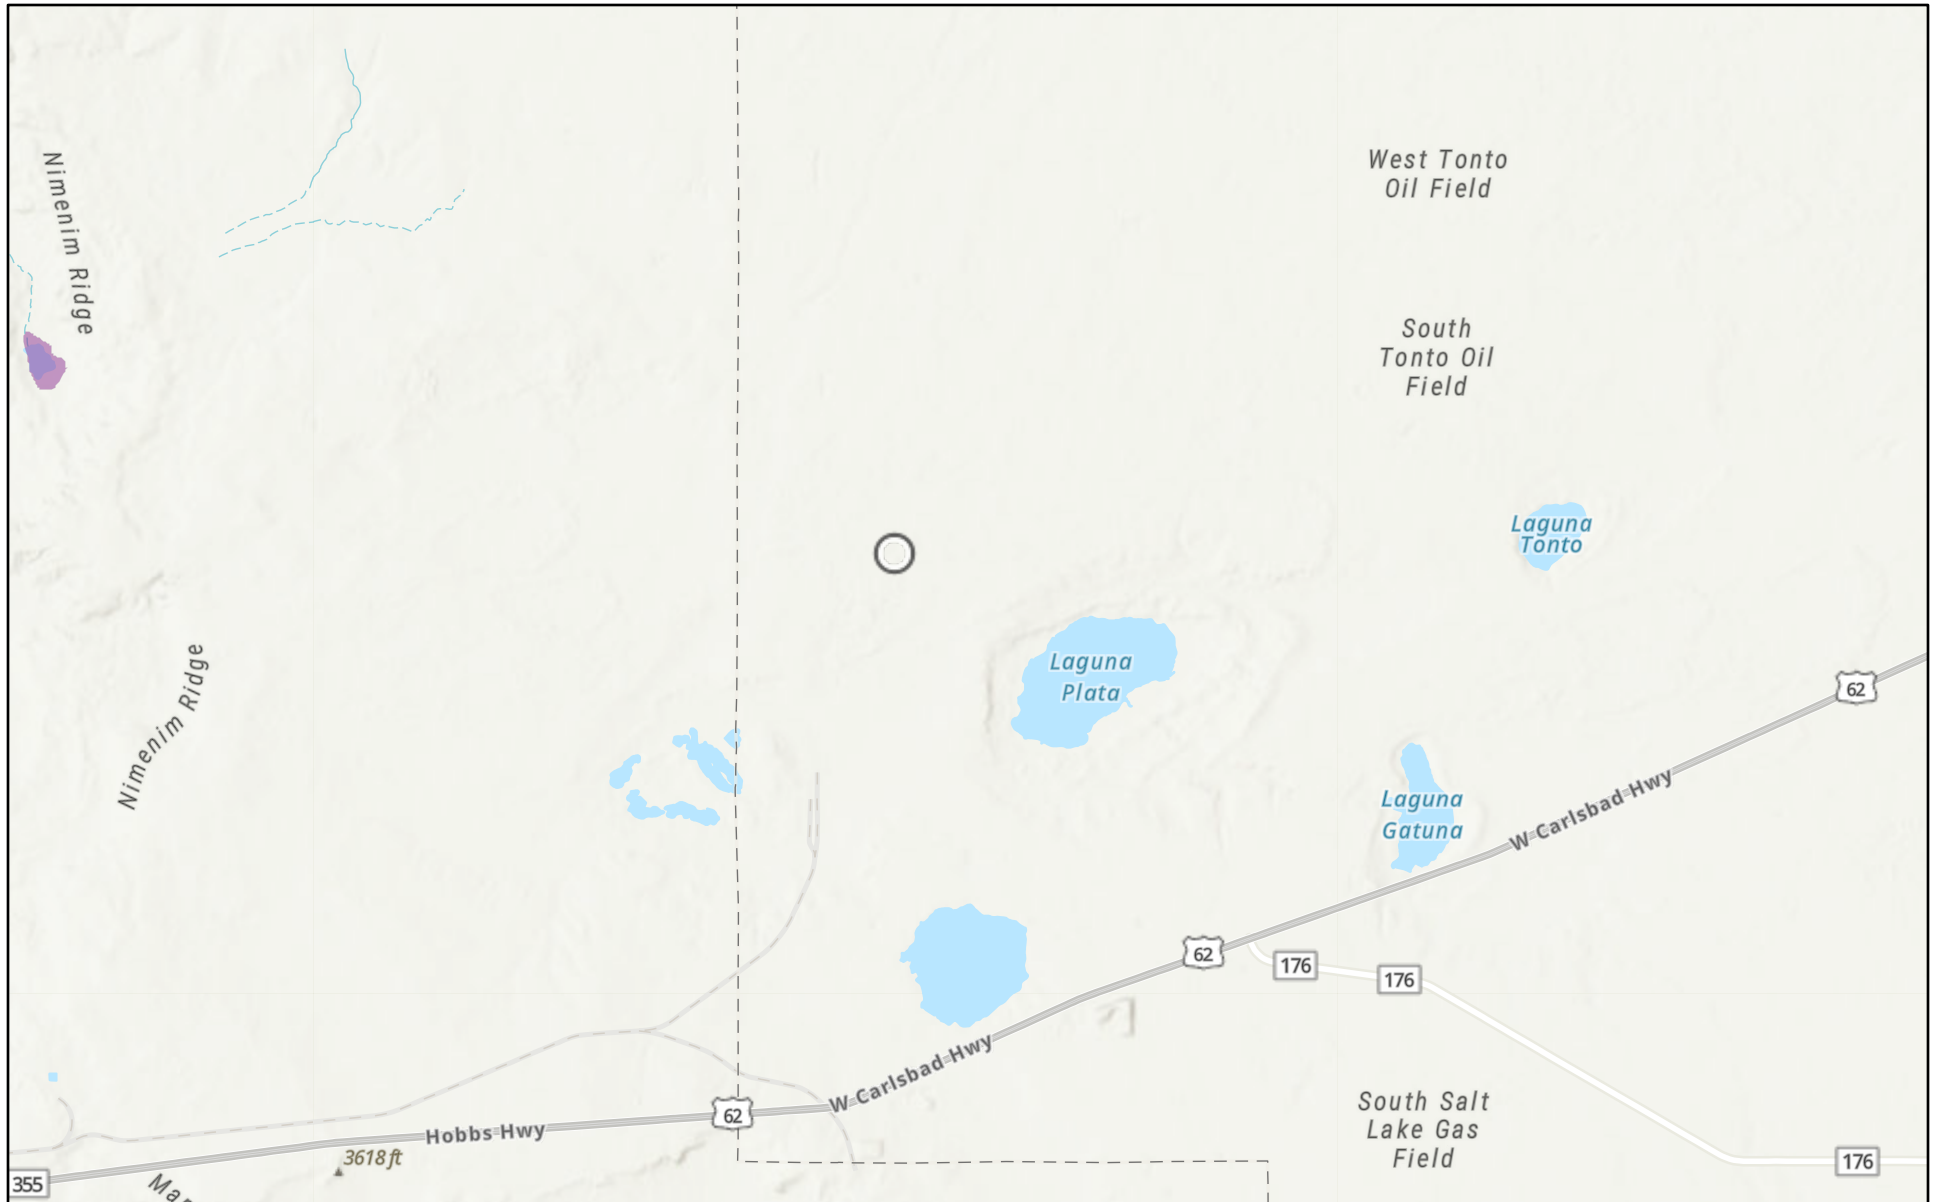 West Tonto
Oil Field
Nimenim Ridge
South
Tonto Oil
Field
Laguna
Tonto
Laguna
Plata
Nimenim Ridge
62
Laguna
Gatuna
W Carlsbad Hwy
62
176
176
W Carlsbad Hwy
62
Hobbs Hwy
South Salt
Lake Gas
Field
3618 ft
176
355